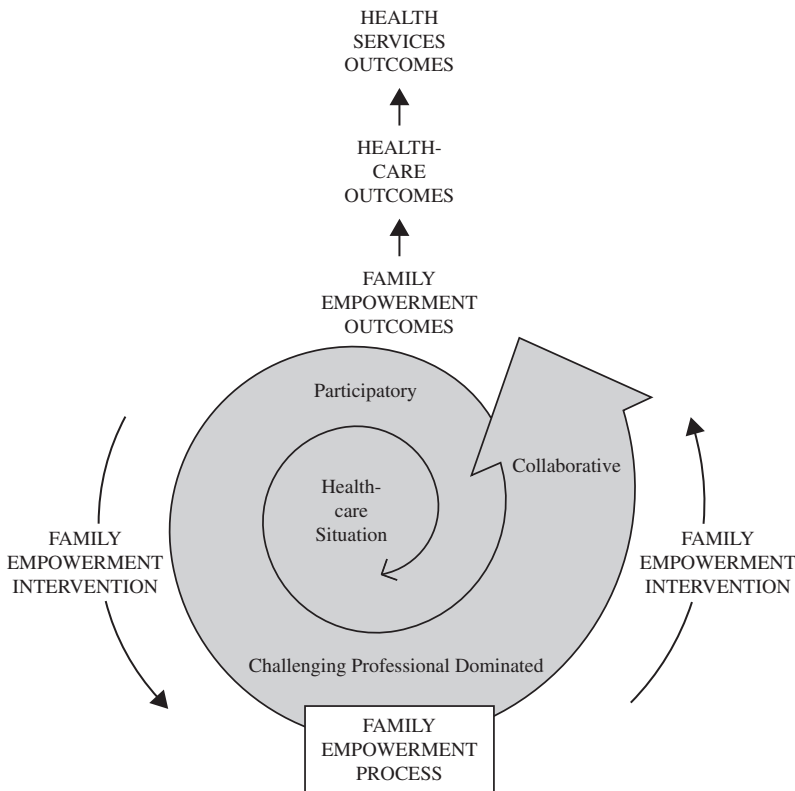 HEALTH
SERVICES
OUTCOMES
HEALTH-
CARE
OUTCOMES
FAMILY
EMPOWERMENT
OUTCOMES
Participatory
Collaborative
Health-
care
Situation
FAMILY
EMPOWERMENT
INTERVENTION
FAMILY
EMPOWERMENT
INTERVENTION
Challenging Professional Dominated
FAMILY
EMPOWERMENT
PROCESS